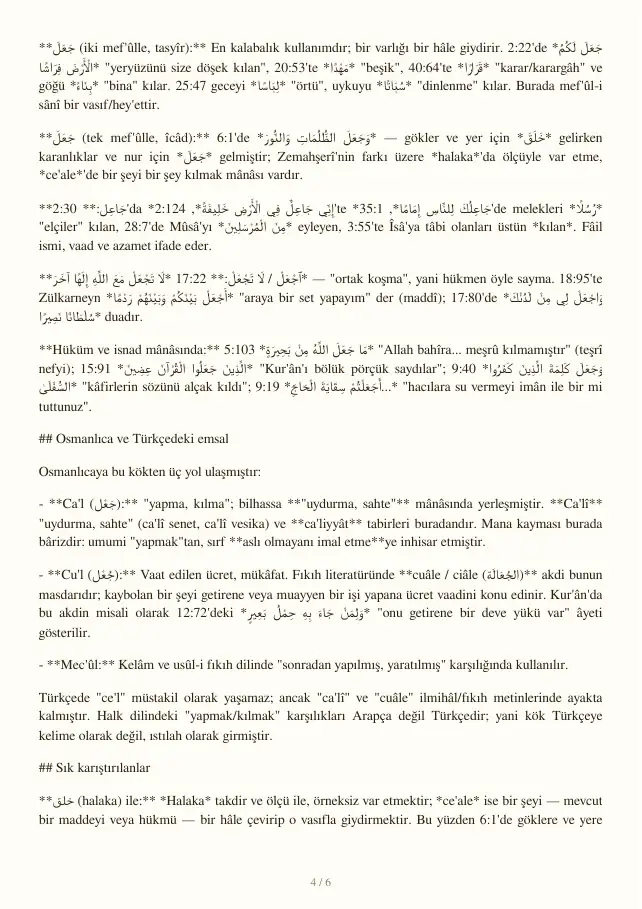 **جَعَلَ (iki mef'ûlle, tasyîr):** En kalabalık kullanımdır; bir varlığı bir hâle giydirir. 2:22'de *جَعَلَ لَكُمُ
الْأَرْضَ فِرَاشًا* "yeryüzünü size döşek kılan", 20:53'te *مَهْدًا* "beşik", 40:64'te *قَرَارًا* "karar/karargâh" ve
göğü *بِنَاءً* "bina" kılar. 25:47 geceyi *لِبَاسًا* "örtü", uykuyu *سُبَاتًا* "dinlenme" kılar. Burada mef'ûl-i
sânî bir vasıf/hey'ettir.
**جَعَلَ (tek mef'ûlle, îcâd):** 6:1'de *وَجَعَلَ الظُّلُمَاتِ وَالنُّورَ* — gökler ve yer için *خَلَقَ* gelirken
karanlıklar ve nur için *جَعَلَ* gelmiştir; Zemahşerî'nin farkı üzere *halaka*'da ölçüyle var etme,
*ce'ale*'de bir şeyi bir şey kılmak mânâsı vardır.
**جَاعِل:** 2:30'da *إِنِّي جَاعِلٌ فِي الْأَرْضِ خَلِيفَةً*, 2:124'te *جَاعِلُكَ لِلنَّاسِ إِمَامًا*, 35:1'de melekleri *رُسُلًا*
"elçiler" kılan, 28:7'de Mûsâ'yı *مِنَ الْمُرْسَلِينَ* eyleyen, 3:55'te Îsâ'ya tâbi olanları üstün *kılan*. Fâil
ismi, vaad ve azamet ifade eder.
**اجْعَلْ / لَا تَجْعَلْ:** 17:22 *لَا تَجْعَلْ مَعَ اللَّهِ إِلَٰهًا آخَرَ* — "ortak koşma", yani hükmen öyle sayma. 18:95'te
Zülkarneyn *أَجْعَلْ بَيْنَكُمْ وَبَيْنَهُمْ رَدْمًا* "araya bir set yapayım" der (maddî); 17:80'de *وَاجْعَلْ لِي مِنْ لَدُنْكَ
سُلْطَانًا نَصِيرًا* duadır.
**Hüküm ve isnad mânâsında:** 5:103 *مَا جَعَلَ اللَّهُ مِنْ بَحِيرَةٍ* "Allah bahîra... meşrû kılmamıştır" (teşrî
nefyi); 15:91 *الَّذِينَ جَعَلُوا الْقُرْآنَ عِضِينَ* "Kur'ân'ı bölük pörçük saydılar"; 9:40 *وَجَعَلَ كَلِمَةَ الَّذِينَ كَفَرُوا
السُّفْلَىٰ* "kâfirlerin sözünü alçak kıldı"; 9:19 *أَجَعَلْتُمْ سِقَايَةَ الْحَاجِّ...* "hacılara su vermeyi imân ile bir mi
tuttunuz".
## Osmanlıca ve Türkçedeki emsal
Osmanlıcaya bu kökten üç yol ulaşmıştır:
- **Ca'l (جَعْل):** "yapma, kılma"; bilhassa **"uydurma, sahte"** mânâsında yerleşmiştir. **Ca'lî**
"uydurma, sahte" (ca'lî senet, ca'lî vesika) ve **ca'liyyât** tabirleri buradandır. Mana kayması burada
bârizdir: umumi "yapmak"tan, sırf **aslı olmayanı imal etme**ye inhisar etmiştir.
- **Cu'l (جُعْل):** Vaat edilen ücret, mükâfat. Fıkıh literatüründe **cuâle / ciâle (الجُعَالَة)** akdi bunun
masdarıdır; kaybolan bir şeyi getirene veya muayyen bir işi yapana ücret vaadini konu edinir. Kur'ân'da
bu akdin misali olarak 12:72'deki *وَلِمَنْ جَاءَ بِهِ حِمْلُ بَعِيرٍ* "onu getirene bir deve yükü var" âyeti
gösterilir.
- **Mec'ûl:** Kelâm ve usûl-i fıkıh dilinde "sonradan yapılmış, yaratılmış" karşılığında kullanılır.
Türkçede "ce'l" müstakil olarak yaşamaz; ancak "ca'lî" ve "cuâle" ilmihâl/fıkıh metinlerinde ayakta
kalmıştır. Halk dilindeki "yapmak/kılmak" karşılıkları Arapça değil Türkçedir; yani kök Türkçeye
kelime olarak değil, ıstılah olarak girmiştir.
## Sık karıştırılanlar
**خلق (halaka) ile:** *Halaka* takdir ve ölçü ile, örneksiz var etmektir; *ce'ale* ise bir şeyi — mevcut
bir maddeyi veya hükmü — bir hâle çevirip o vasıfla giydirmektir. Bu yüzden 6:1'de göklere ve yere
4 / 6